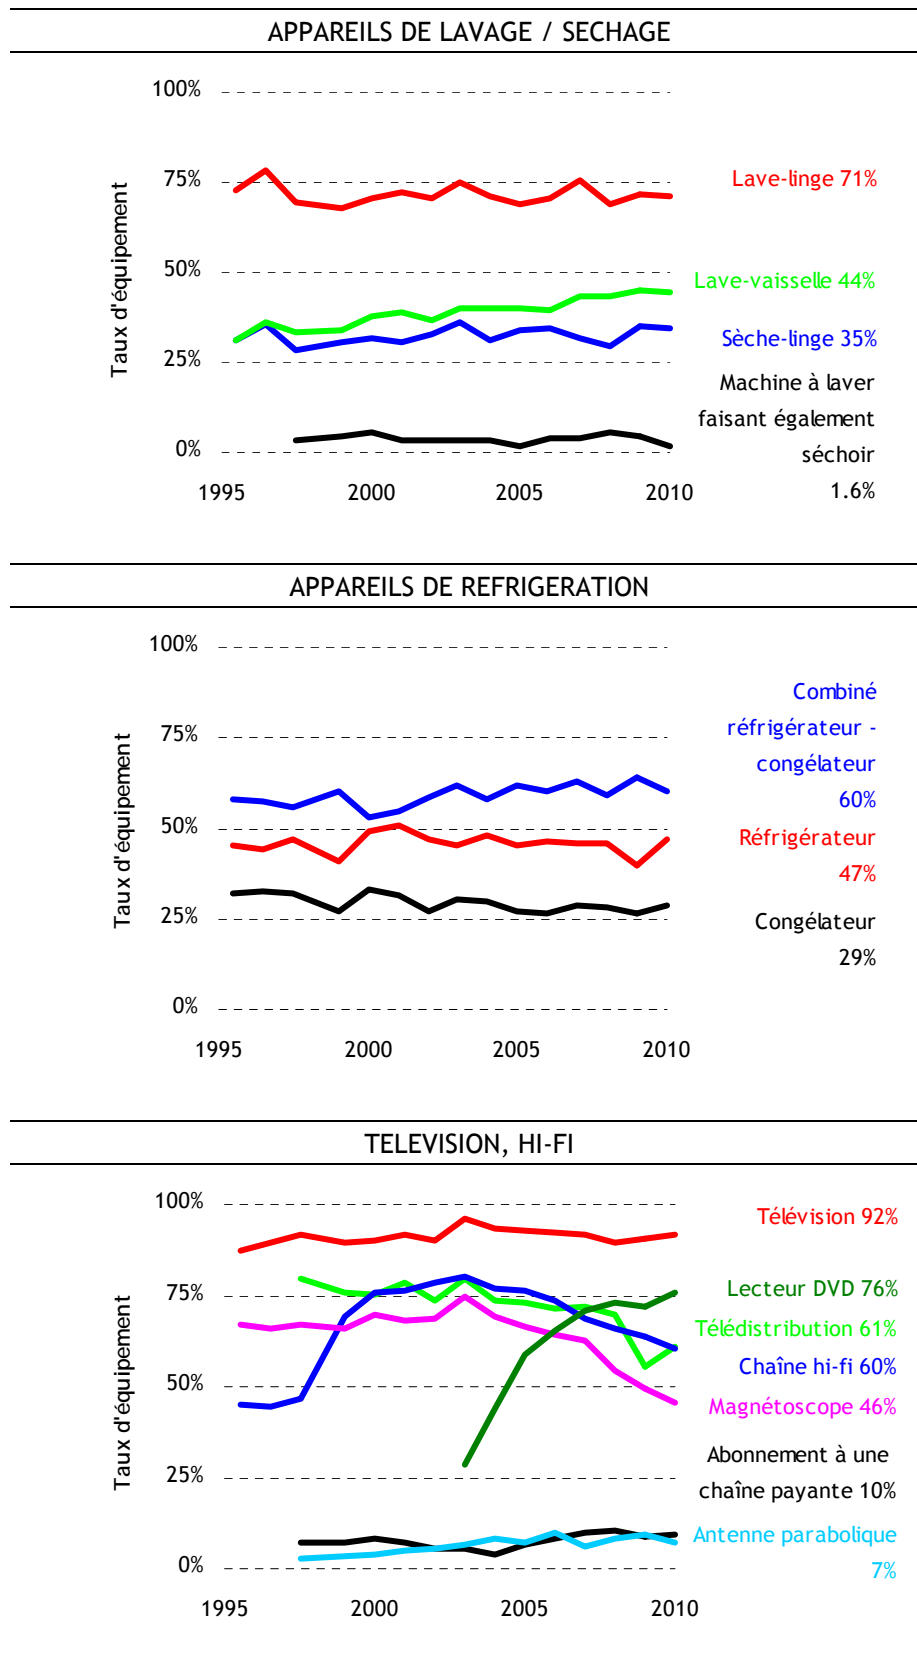 APPAREILS DE LAVAGE / SECHAGE
100%
75%
50%
25%
0%
Taux d'équipement
1995
2000
2005
2010
Lave-linge 71%
Lave-vaisselle 44%
Sèche-linge 35%
Machine à laver
faisant également
séchoir
1.6%
APPAREILS DE REFRIGERATION
100%
75%
50%
25%
0%
Taux d'équipement
1995
2000
2005
2010
Combiné
réfrigérateur -
congélateur
60%
Réfrigérateur
47%
Congélateur
29%
TELEVISION, HI-FI
100%
75%
50%
25%
0%
Taux d'équipement
1995
2000
2005
2010
Télévision 92%
Lecteur DVD 76%
Télédistribution 61%
Chaîne hi-fi 60%
Magnétoscope 46%
Abonnement à une
chaîne payante 10%
Antenne parabolique
7%